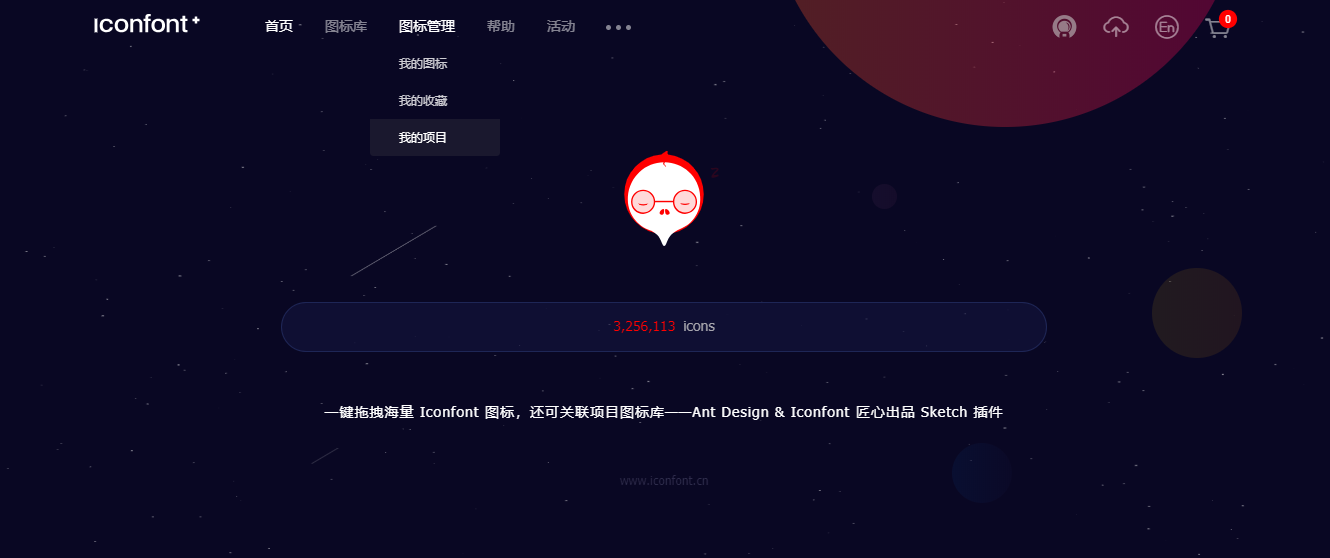 iconfont+
首页 图标库 图标管理 帮助 活动
En
0
我的图标
我的收藏
我的项目
z
3,256,113 icons
一键拖拽海量 Iconfont 图标，还可关联项目图标库——Ant Design & Iconfont 匠心出品 Sketch 插件
www.iconfont.cn